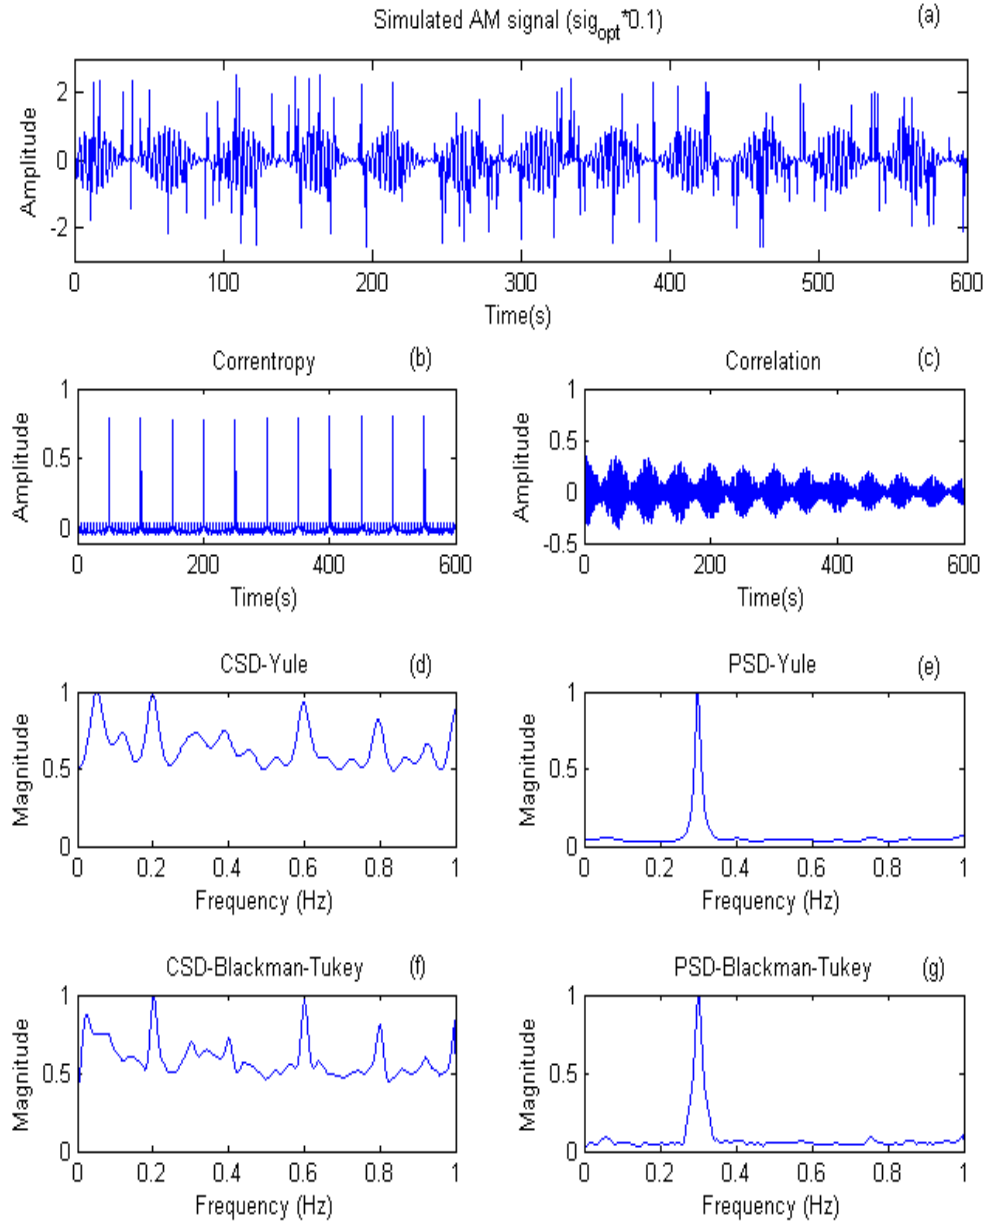 Simulated AM signal (sig_opt*0.1) (a)
Amplitude
2
0
-2
0 100 200 300 400 500 600
Time(s)
Correntropy (b)
Amplitude
1
0.5
0
0 200 400 600
Time(s)
Correlation (c)
Amplitude
1
0.5
0
-0.5
0 200 400 600
Time(s)
CSD-Yule (d)
Magnitude
1
0.5
0
0 0.2 0.4 0.6 0.8 1
Frequency (Hz)
PSD-Yule (e)
Magnitude
1
0.5
0
0 0.2 0.4 0.6 0.8 1
Frequency (Hz)
CSD-Blackman-Tukey (f)
Magnitude
1
0.5
0
0 0.2 0.4 0.6 0.8 1
Frequency (Hz)
PSD-Blackman-Tukey (g)
Magnitude
1
0.5
0
0 0.2 0.4 0.6 0.8 1
Frequency (Hz)